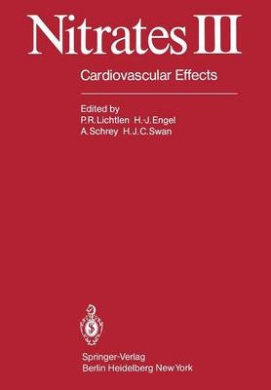 Nitrates III
Cardiovascular Effects
Edited by
P.R.Lichtlen H.-J.Engel
A.Schrey H.J.C.Swan
Springer-Verlag
Berlin Heidelberg New York